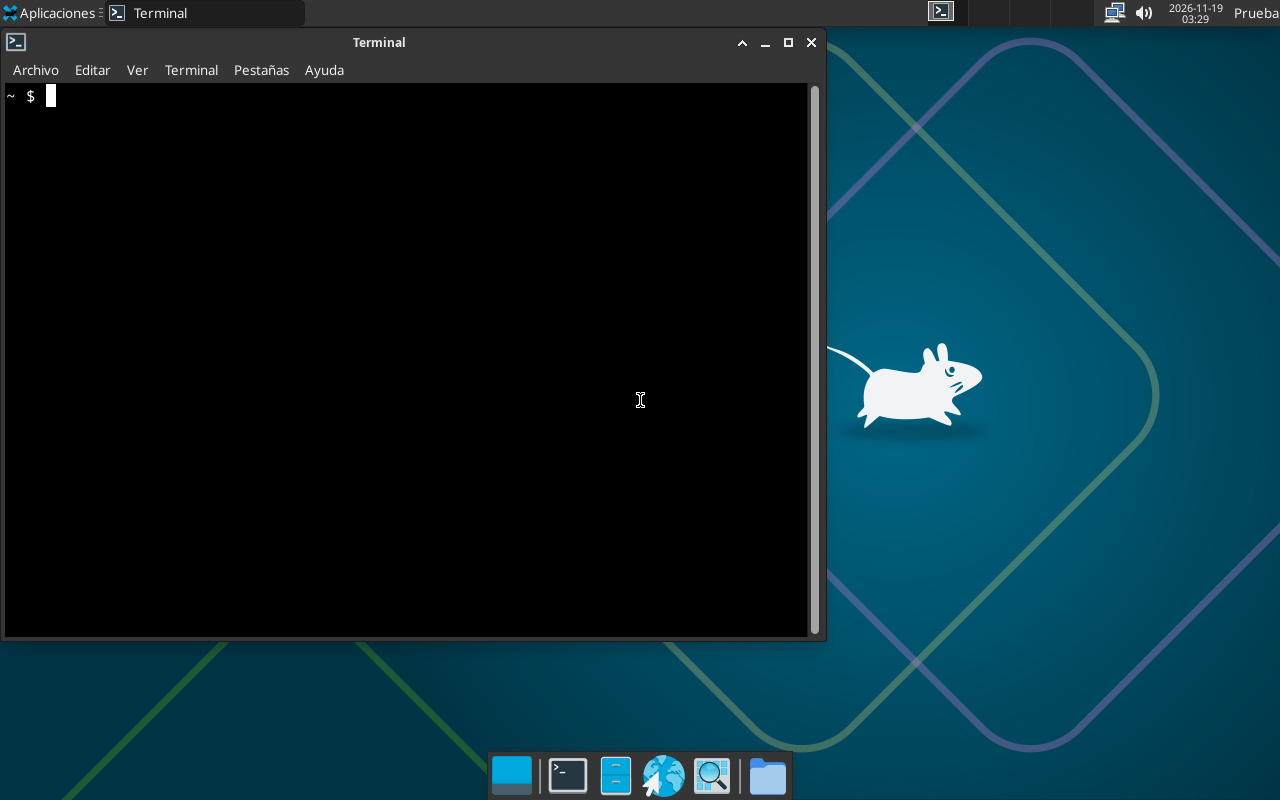 Aplicaciones
Terminal
2026-11-19
03:29
Prueba
Terminal
Archivo Editar Ver Terminal Pestañas Ayuda
~ $